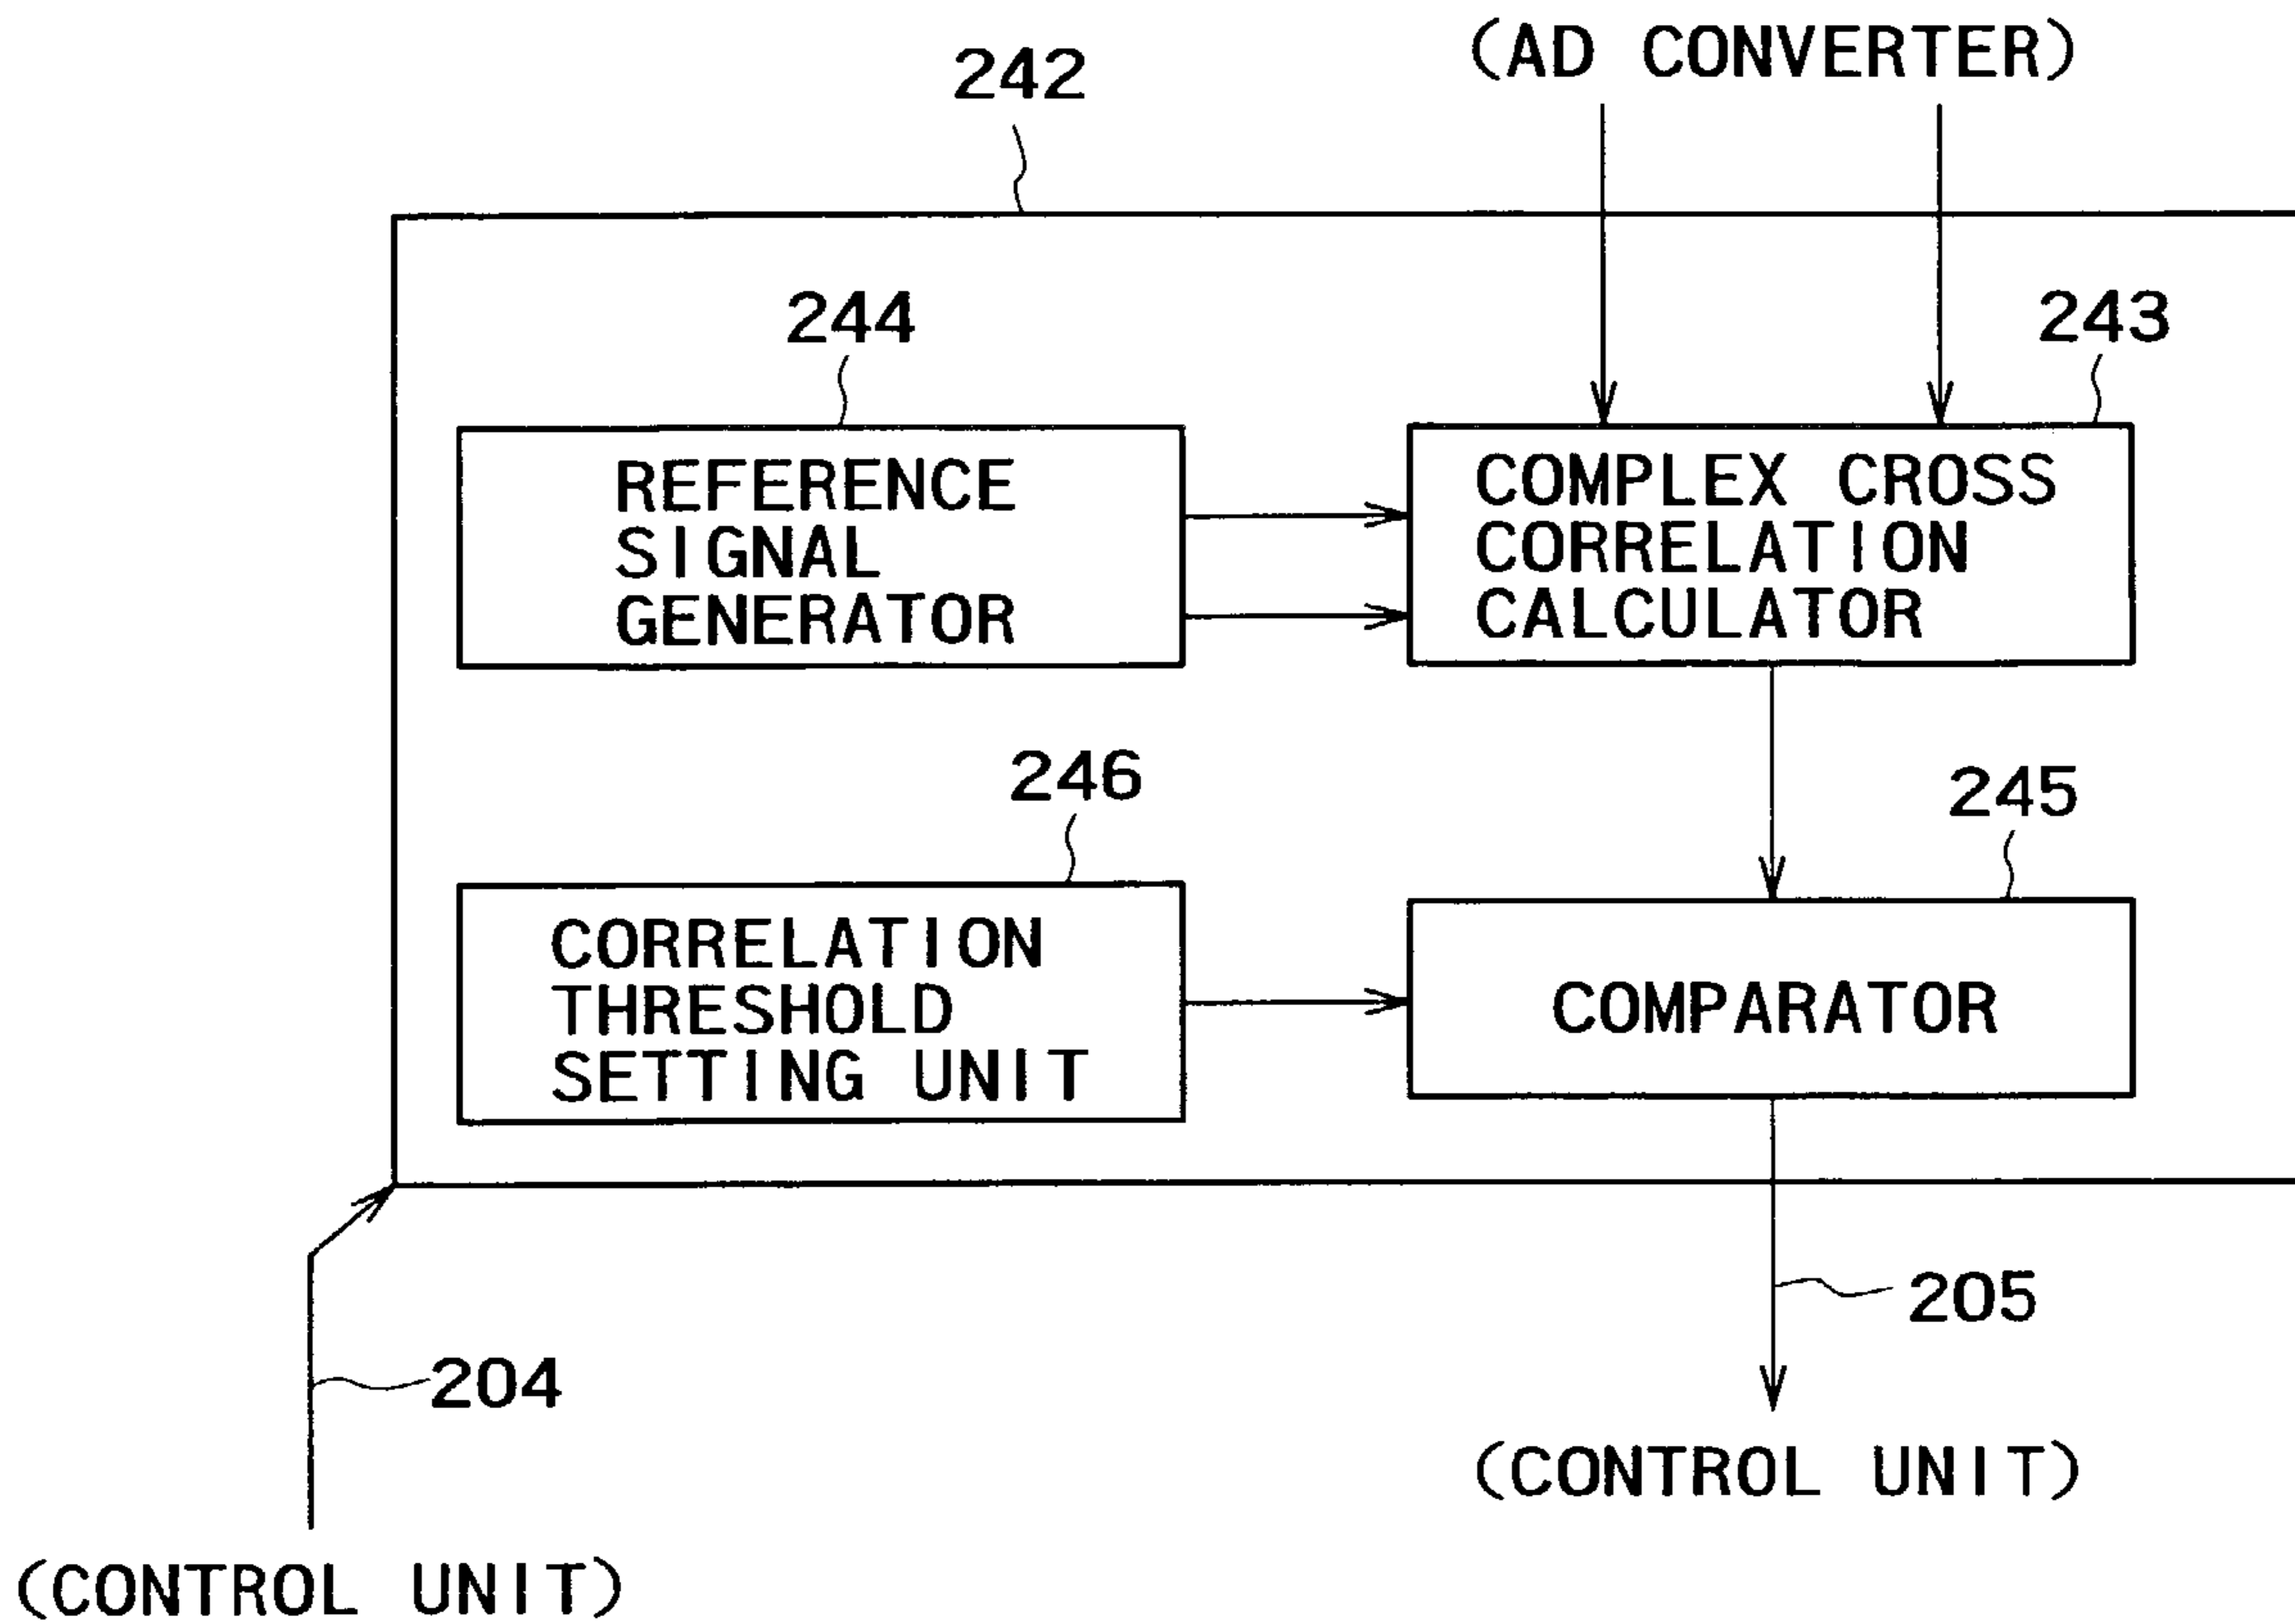 242
(AD CONVERTER)
244
243
REFERENCE
SIGNAL
GENERATOR
COMPLEX CROSS
CORRELATION
CALCULATOR
246
245
CORRELATION
THRESHOLD
SETTING UNIT
COMPARATOR
205
204
(CONTROL UNIT)
(CONTROL UNIT)